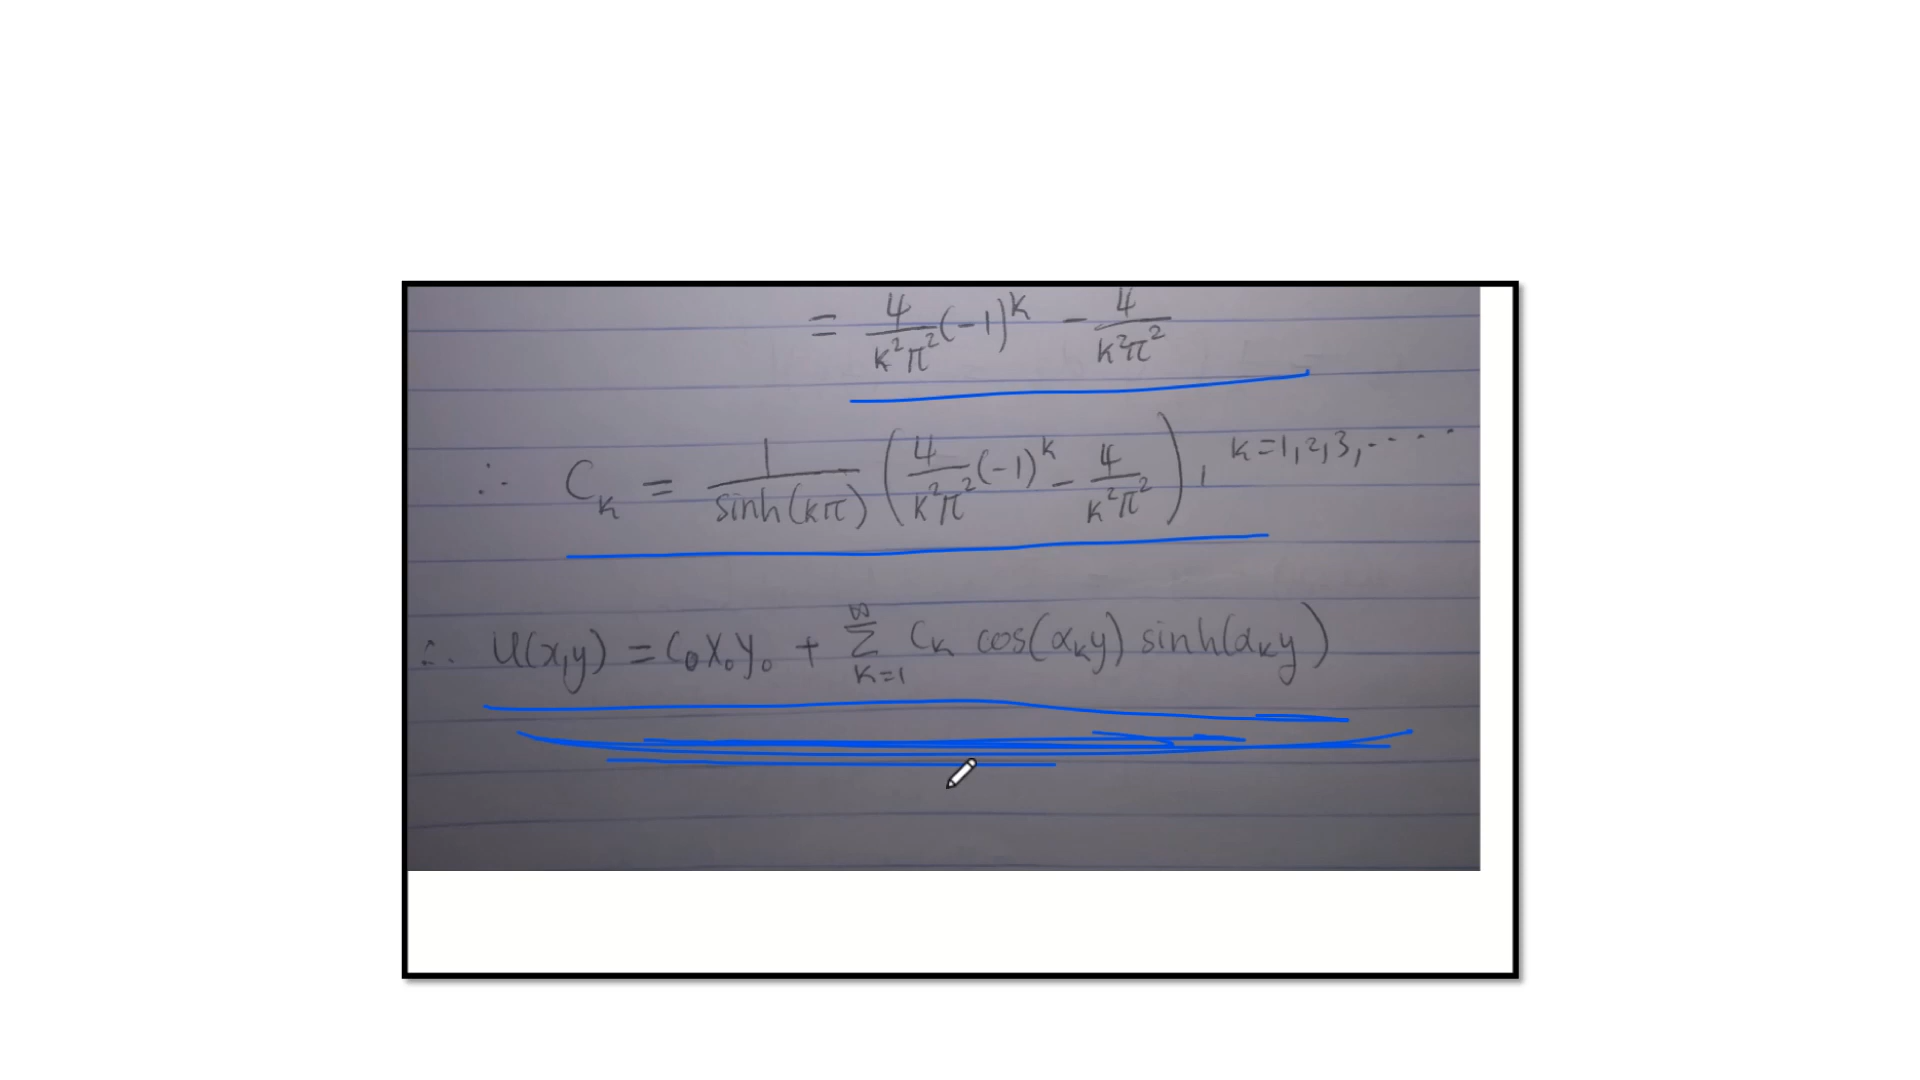 = 4/k²π² (-1)^k - 4/k²π²
∴ C_k = 1/sinh(kπ) (4/k²π² (-1)^k - 4/k²π²), k=1,2,3,....
∴ U(x,y) = C₀X₀Y₀ + ∞Σk=1 C_k cos(α_k y) sinh(α_k y)